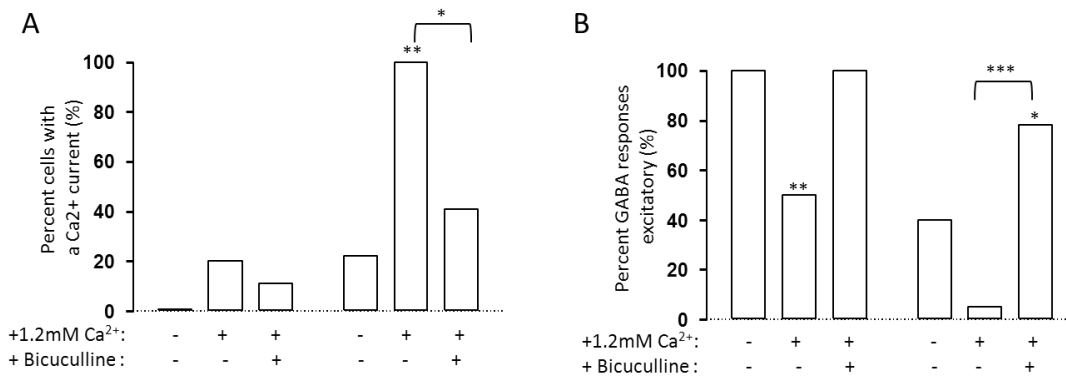 A
B
*
**
***
*
**
Percent cells with
a Ca2+ current (%)
100
80
60
40
20
0
Percent GABA responses
excitatory (%)
100
80
60
40
20
0
+1.2mM Ca²⁺: - + + - + +
+ Bicuculline : - - + - - +
+1.2mM Ca²⁺: - + + - + +
+ Bicuculline : - - + - - +